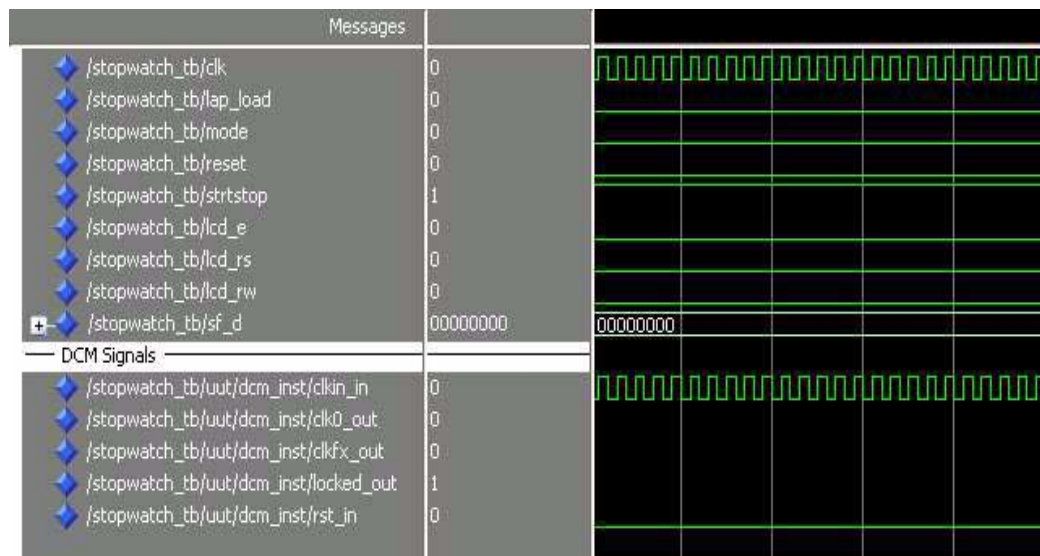 Messages
/stopwatch_tb/clk 0
/stopwatch_tb/lap_load 0
/stopwatch_tb/mode 0
/stopwatch_tb/reset 0
/stopwatch_tb/strtstop 1
/stopwatch_tb/lcd_e 0
/stopwatch_tb/lcd_rs 0
/stopwatch_tb/lcd_rw 0
/stopwatch_tb/sf_d 00000000 00000000
DCM Signals
/stopwatch_tb/uut/dcm_inst/clkin_in 0
/stopwatch_tb/uut/dcm_inst/clk0_out 0
/stopwatch_tb/uut/dcm_inst/clkfx_out 0
/stopwatch_tb/uut/dcm_inst/locked_out 1
/stopwatch_tb/uut/dcm_inst/rst_in 0